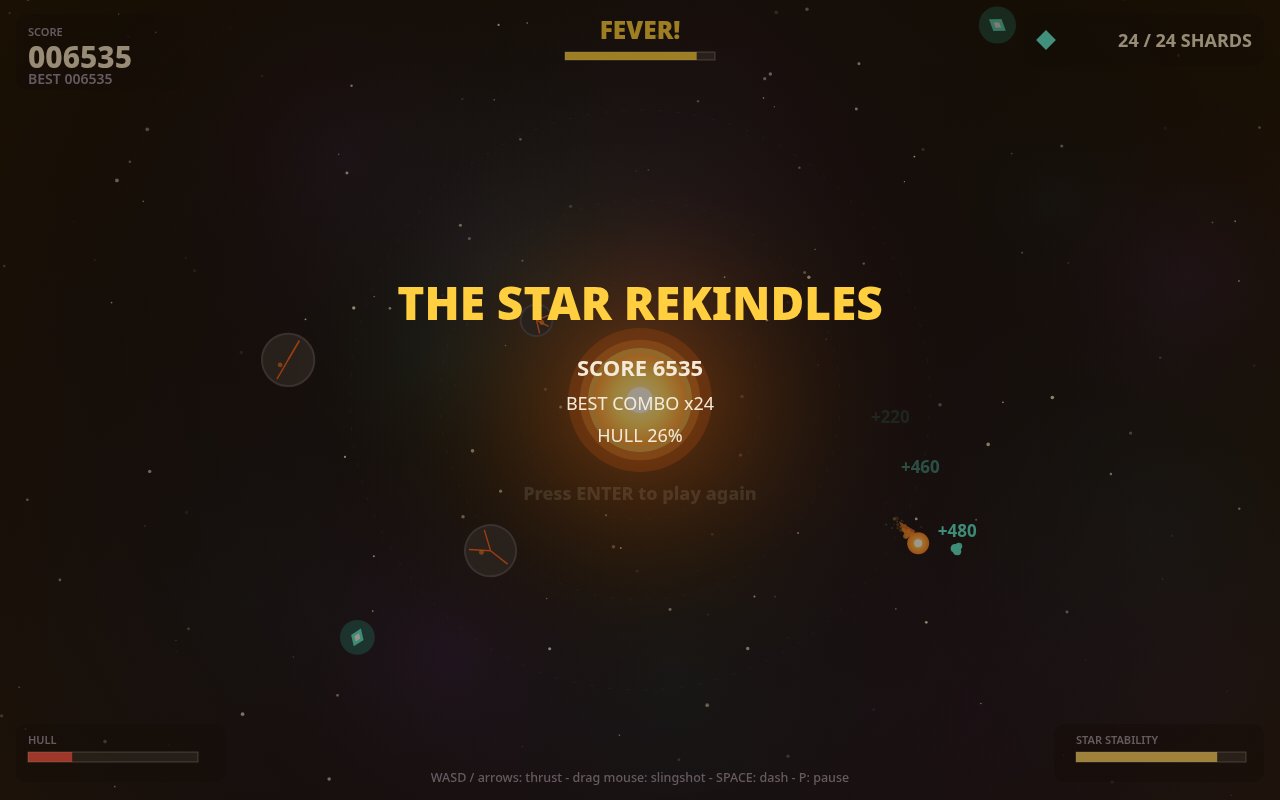 SCORE
006535
BEST 006535
FEVER!
24 / 24 SHARDS
THE STAR REKINDLES
SCORE 6535
BEST COMBO x24
HULL 26%
Press ENTER to play again
+220
+460
+480
HULL
STAR STABILITY
WASD / arrows: thrust - drag mouse: slingshot - SPACE: dash - P: pause